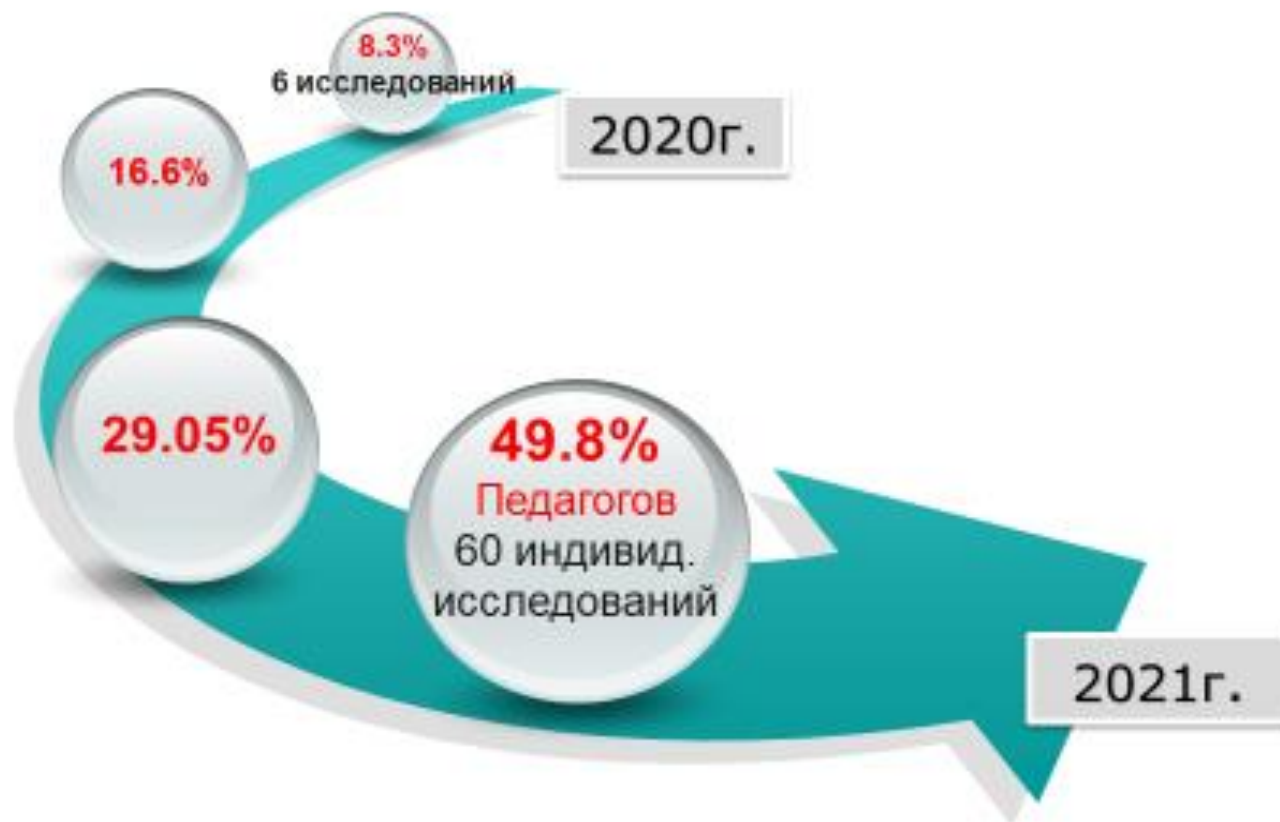 8.3%
6 исследований
2020г.
16.6%
29.05%
49.8%
Педагогов
60 индивид.
исследований
2021г.